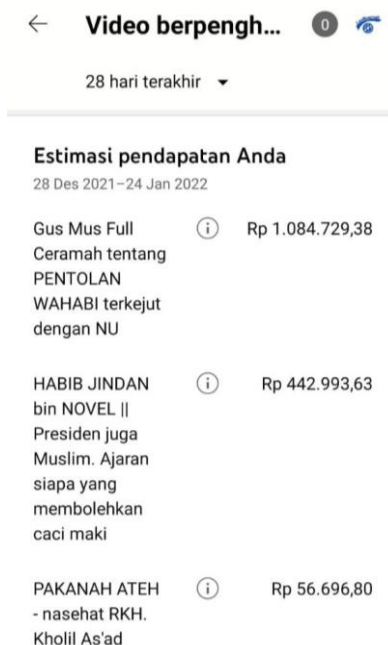 Video berpengh...
0
28 hari terakhir
Estimasi pendapatan Anda
28 Des 2021–24 Jan 2022
Gus Mus Full Rp 1.084.729,38
Ceramah tentang
PENTOLAN
WAHABI terkejut
dengan NU
HABIB JINDAN Rp 442.993,63
bin NOVEL ||
Presiden juga
Muslim. Ajaran
siapa yang
membolehkan
caci maki
PAKANAH ATEH Rp 56.696,80
- nasehat RKH.
Kholil As'ad